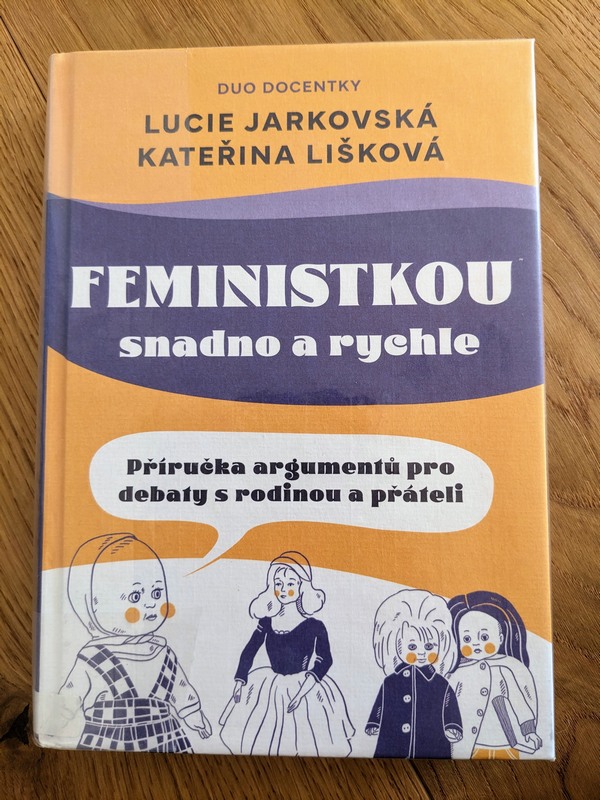 DUO DOCENTKY
LUCIE JARKOVSKÁ
KATEŘINA LIŠKOVÁ
FEMINISTKOU
snadno a rychle
Příručka argumentů pro
debaty s rodinou a přáteli